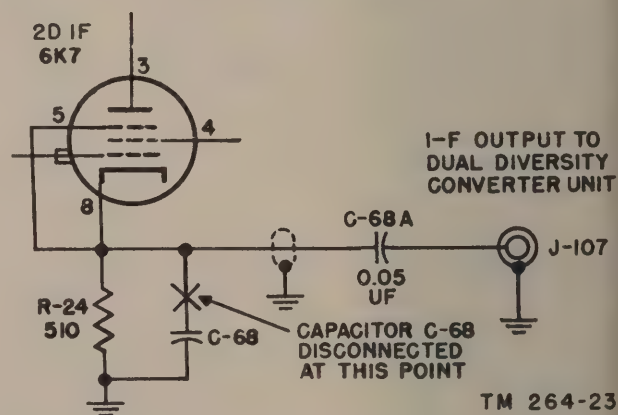 2D IF
6K7
3
5
4
8
I-F OUTPUT TO
DUAL DIVERSITY
CONVERTER UNIT
C-68A
0.05
UF
J-107
R-24
510
C-68
CAPACITOR C-68
DISCONNECTED
AT THIS POINT
TM 264-23